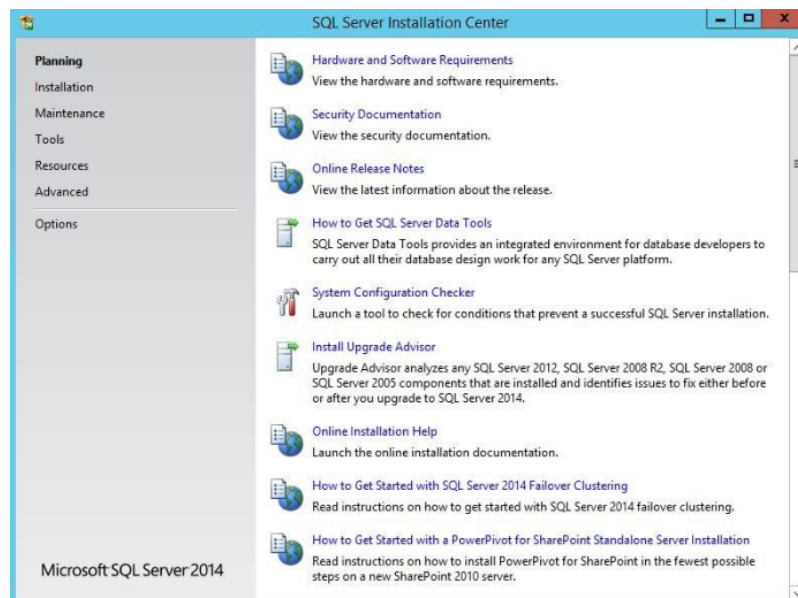 SQL Server Installation Center
Planning
Installation
Maintenance
Tools
Resources
Advanced
Options
Microsoft SQL Server 2014
Hardware and Software Requirements
View the hardware and software requirements.
Security Documentation
View the security documentation.
Online Release Notes
View the latest information about the release.
How to Get SQL Server Data Tools
SQL Server Data Tools provides an integrated environment for database developers to
carry out all their database design work for any SQL Server platform.
System Configuration Checker
Launch a tool to check for conditions that prevent a successful SQL Server installation.
Install Upgrade Advisor
Upgrade Advisor analyzes any SQL Server 2012, SQL Server 2008 R2, SQL Server 2008 or
SQL Server 2005 components that are installed and identifies issues to fix either before
or after you upgrade to SQL Server 2014.
Online Installation Help
Launch the online installation documentation.
How to Get Started with SQL Server 2014 Failover Clustering
Read instructions on how to get started with SQL Server 2014 failover clustering.
How to Get Started with a PowerPivot for SharePoint Standalone Server Installation
Read instructions on how to install PowerPivot for SharePoint in the fewest possible
steps on a new SharePoint 2010 server.